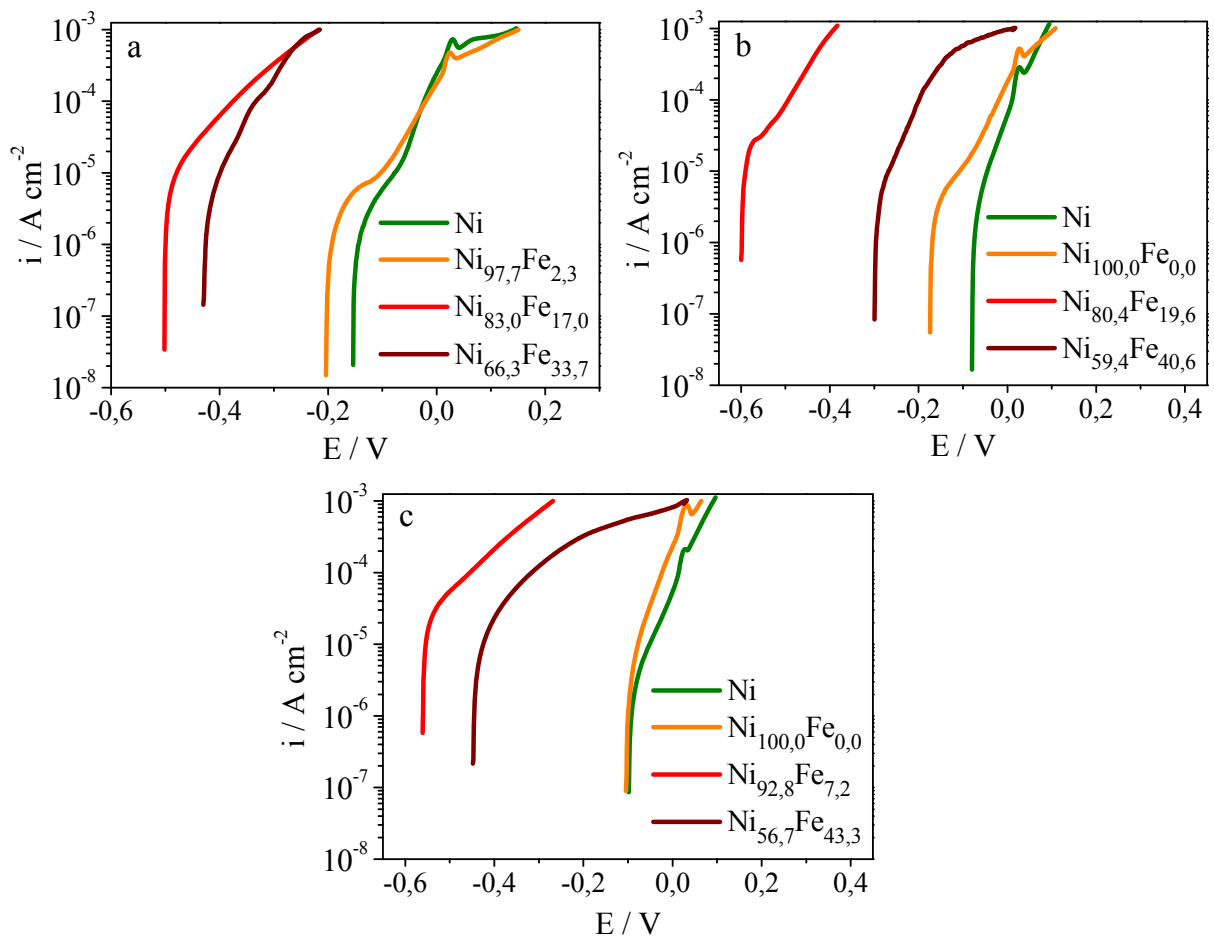 a
i / A cm⁻²
10⁻³
10⁻⁴
10⁻⁵
10⁻⁶
10⁻⁷
10⁻⁸
Ni
Ni₉₇,₇Fe₂,₃
Ni₈₃,₀Fe₁₇,₀
Ni₆₆,₃Fe₃₃,₇
-0,6 -0,4 -0,2 0,0 0,2
E / V
b
i / A cm⁻²
10⁻³
10⁻⁴
10⁻⁵
10⁻⁶
10⁻⁷
10⁻⁸
Ni
Ni₁₀₀,₀Fe₀,₀
Ni₈₀,₄Fe₁₉,₆
Ni₅₉,₄Fe₄₀,₆
-0,6 -0,4 -0,2 0,0 0,2 0,4
E / V
c
i / A cm⁻²
10⁻³
10⁻⁴
10⁻⁵
10⁻⁶
10⁻⁷
10⁻⁸
Ni
Ni₁₀₀,₀Fe₀,₀
Ni₉₂,₈Fe₇,₂
Ni₅₆,₇Fe₄₃,₃
-0,6 -0,4 -0,2 0,0 0,2 0,4
E / V